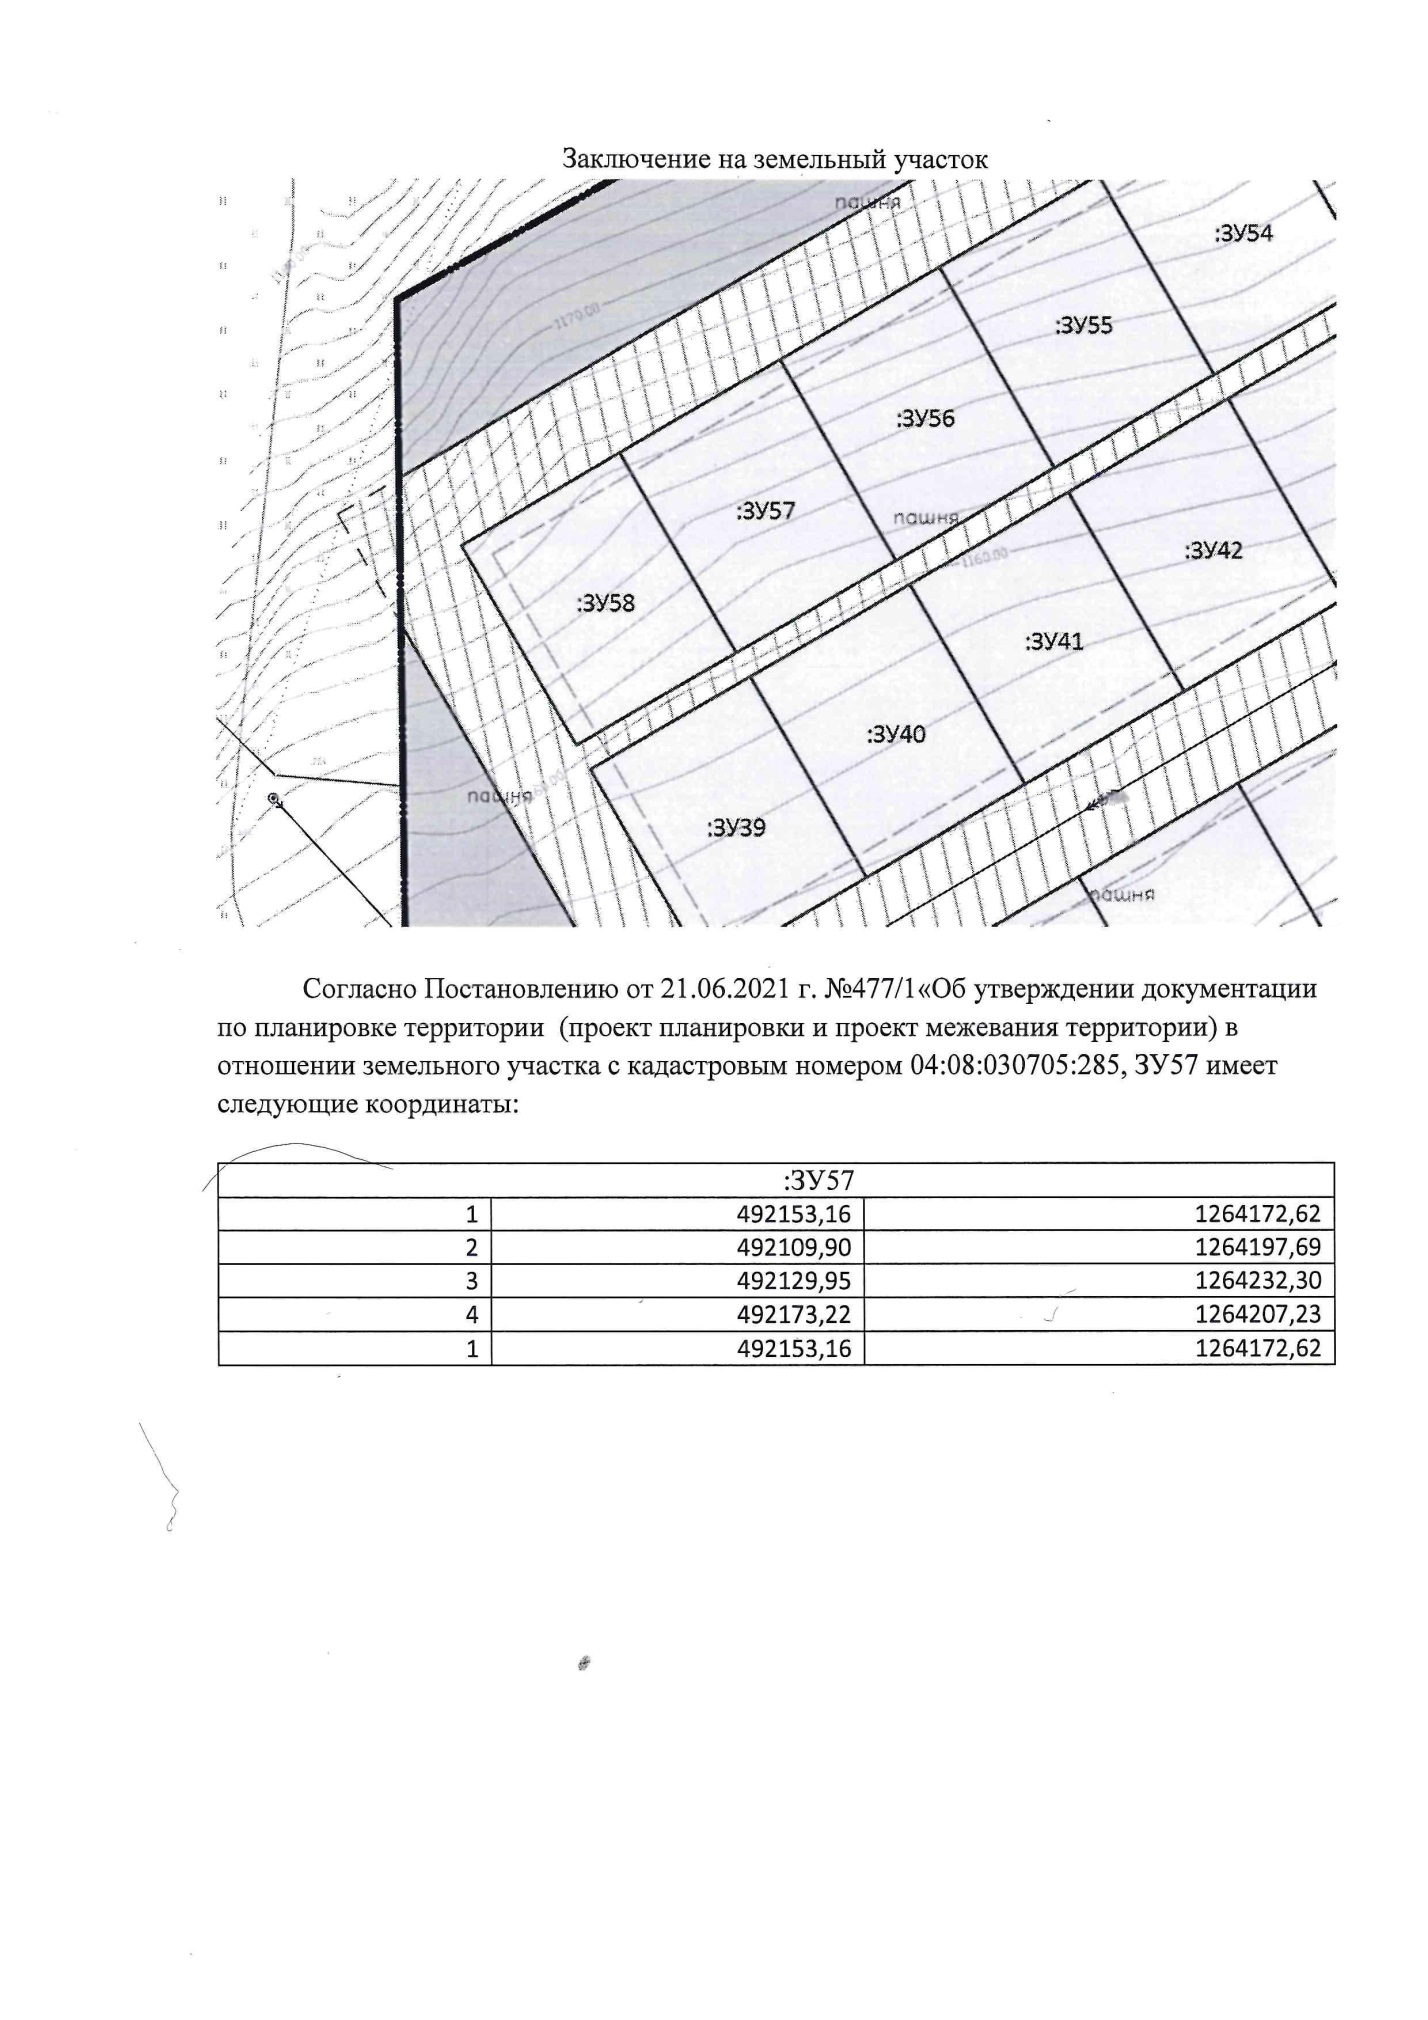 Заключение на земельный участок
пашня
:ЗУ54
1170.00
:ЗУ55
:ЗУ56
:ЗУ57
пашня
:ЗУ42
1160.00
:ЗУ58
:ЗУ41
:ЗУ40
пашня
:ЗУ39
пашня
Согласно Постановлению от 21.06.2021 г. №477/1«Об утверждении документации
по планировке территории (проект планировки и проект межевания территории) в
отношении земельного участка с кадастровым номером 04:08:030705:285, ЗУ57 имеет
следующие координаты:
:ЗУ57
1 492153,16 1264172,62
2 492109,90 1264197,69
3 492129,95 1264232,30
4 492173,22 1264207,23
1 492153,16 1264172,62